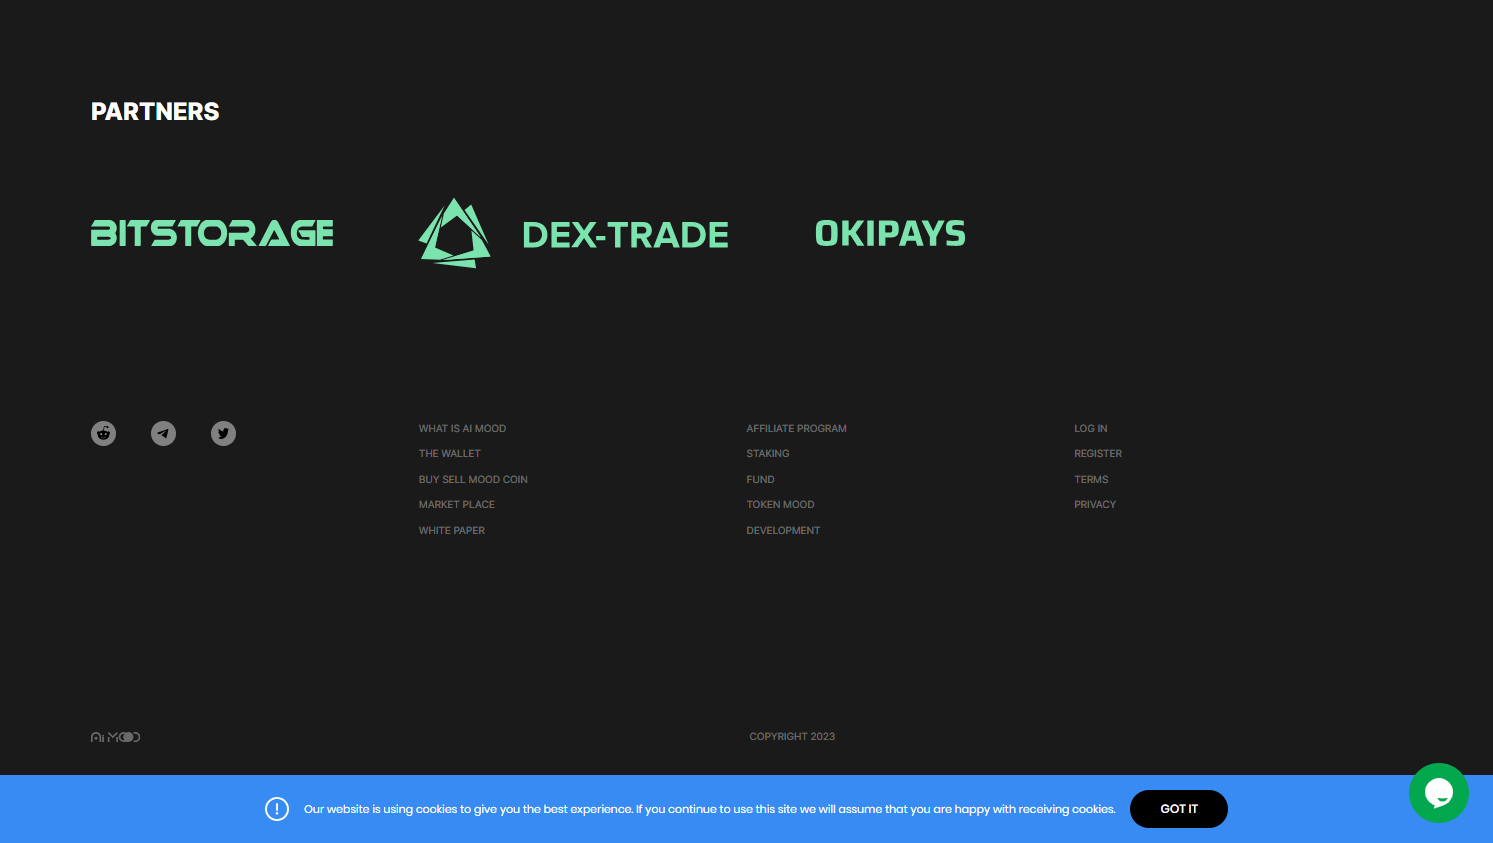 PARTNERS
BITSTORAGE
DEX-TRADE
OKIPAYS
WHAT IS AI MOOD
THE WALLET
BUY SELL MOOD COIN
MARKET PLACE
WHITE PAPER
AFFILIATE PROGRAM
STAKING
FUND
TOKEN MOOD
DEVELOPMENT
LOG IN
REGISTER
TERMS
PRIVACY
Ai MOOD
COPYRIGHT 2023
Our website is using cookies to give you the best experience. If you continue to use this site we will assume that you are happy with receiving cookies.
GOT IT